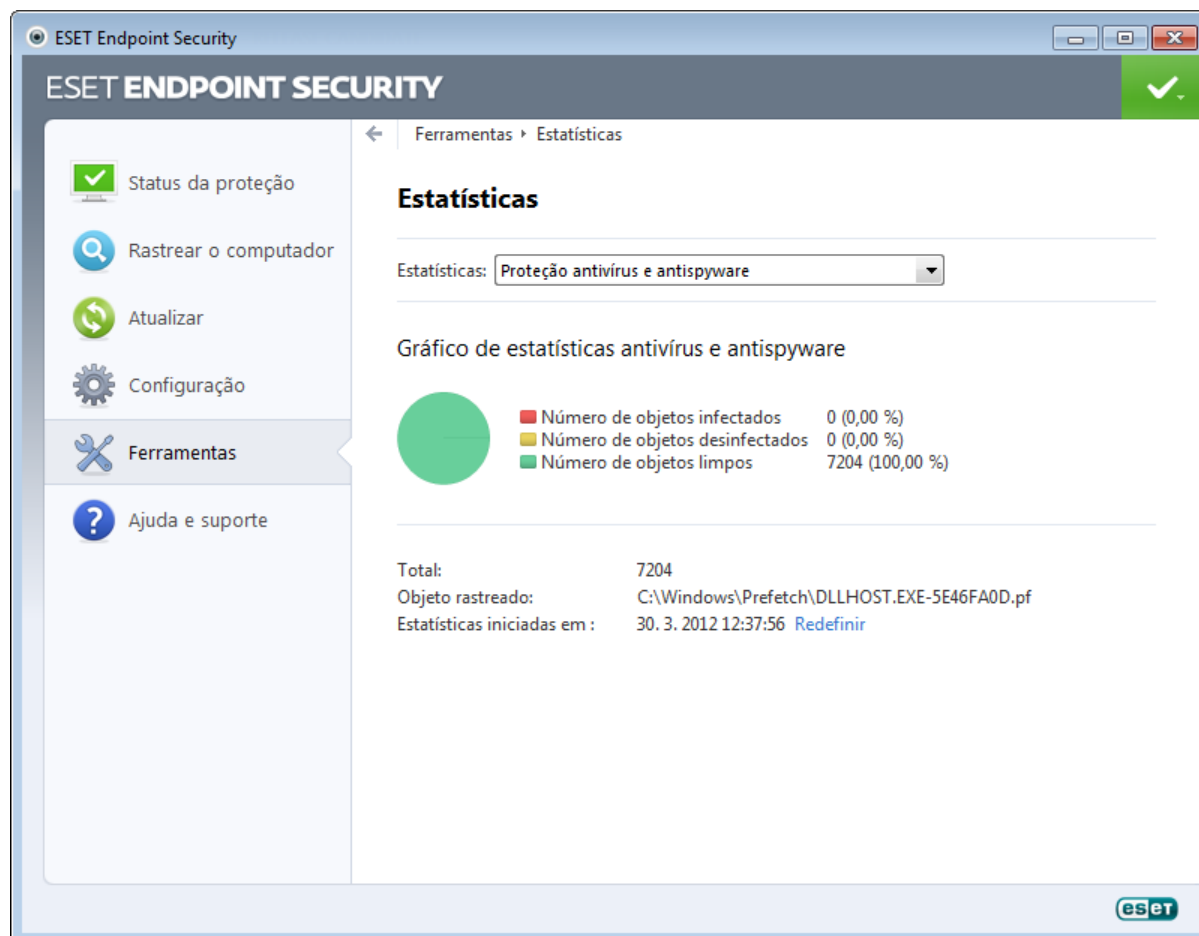 ESET Endpoint Security
ESET ENDPOINT SECURITY
Ferramentas ▸ Estatísticas
Status da proteção
Rastrear o computador
Atualizar
Configuração
Ferramentas
Ajuda e suporte
Estatísticas
Estatísticas: Proteção antivírus e antispyware
Gráfico de estatísticas antivírus e antispyware
Número de objetos infectados 0 (0,00 %)
Número de objetos desinfectados 0 (0,00 %)
Número de objetos limpos 7204 (100,00 %)
Total: 7204
Objeto rastreado: C:\Windows\Prefetch\DLLHOST.EXE-5E46FA0D.pf
Estatísticas iniciadas em : 30. 3. 2012 12:37:56 Redefinir
eset